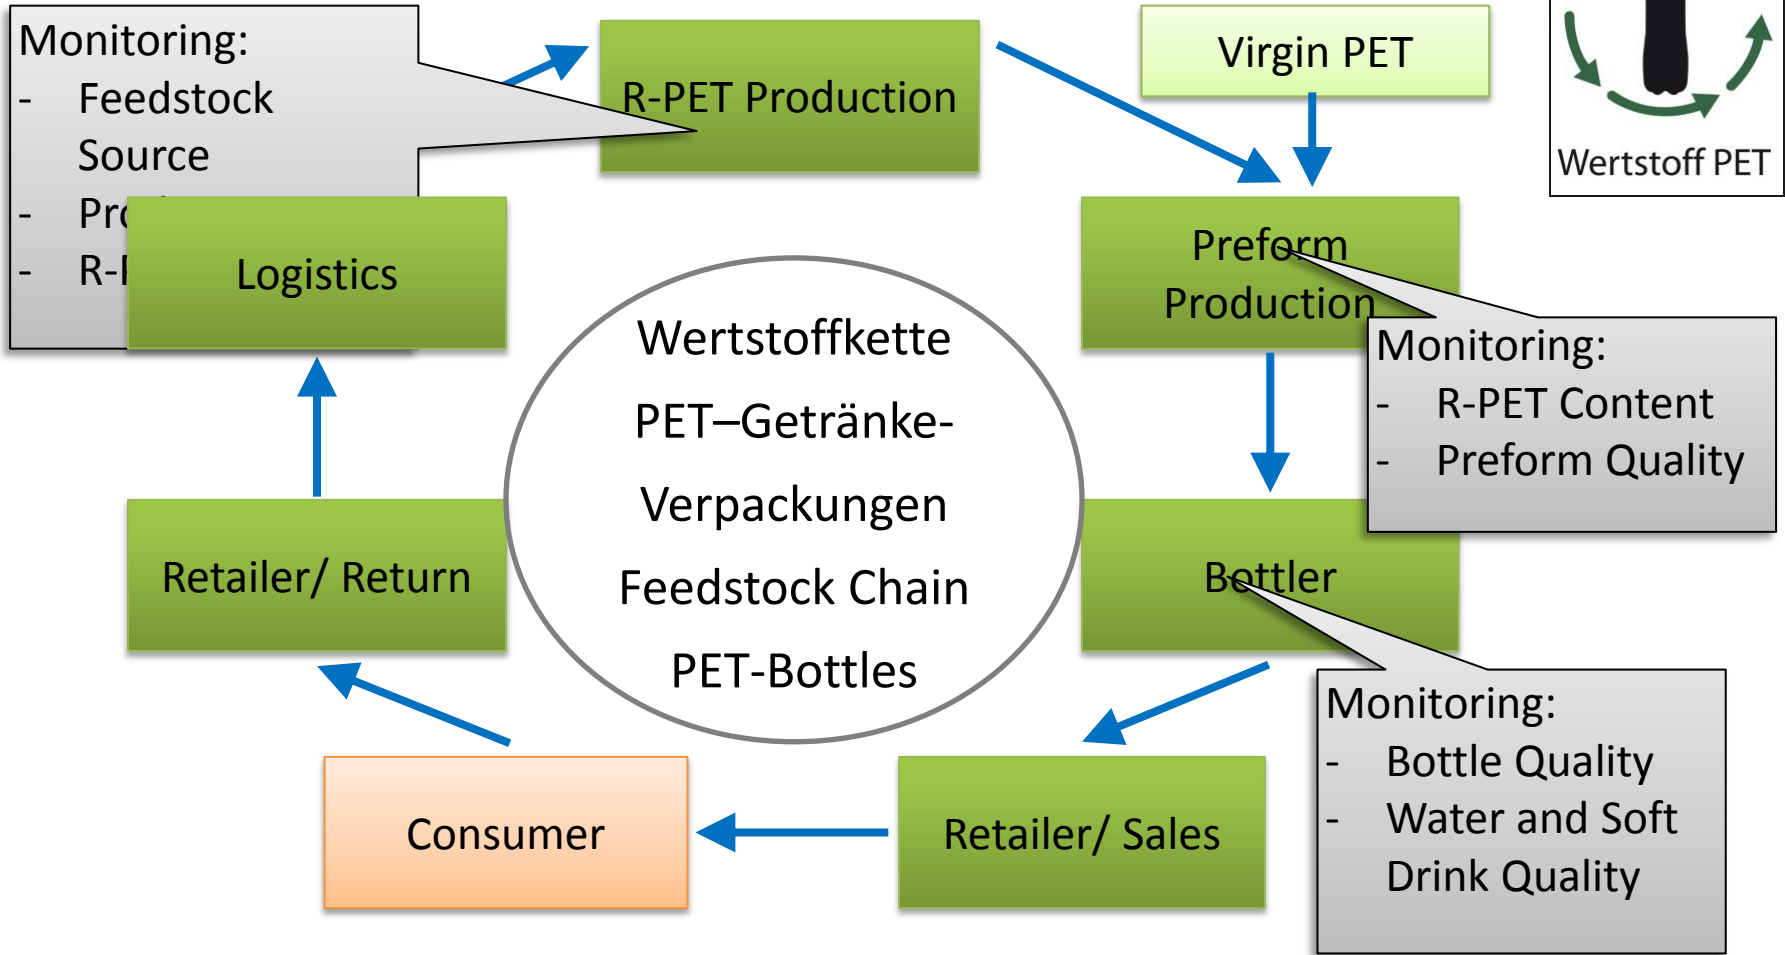 Monitoring:
- Feedstock
Source
-
-
R-PET Production
Virgin PET
Wertstoff PET
Logistics
Preform
Production
Monitoring:
- R-PET Content
- Preform Quality
Wertstoffkette
PET–Getränke-
Verpackungen
Feedstock Chain
PET-Bottles
Retailer/ Return
Bottler
Monitoring:
- Bottle Quality
- Water and Soft
Drink Quality
Consumer
Retailer/ Sales